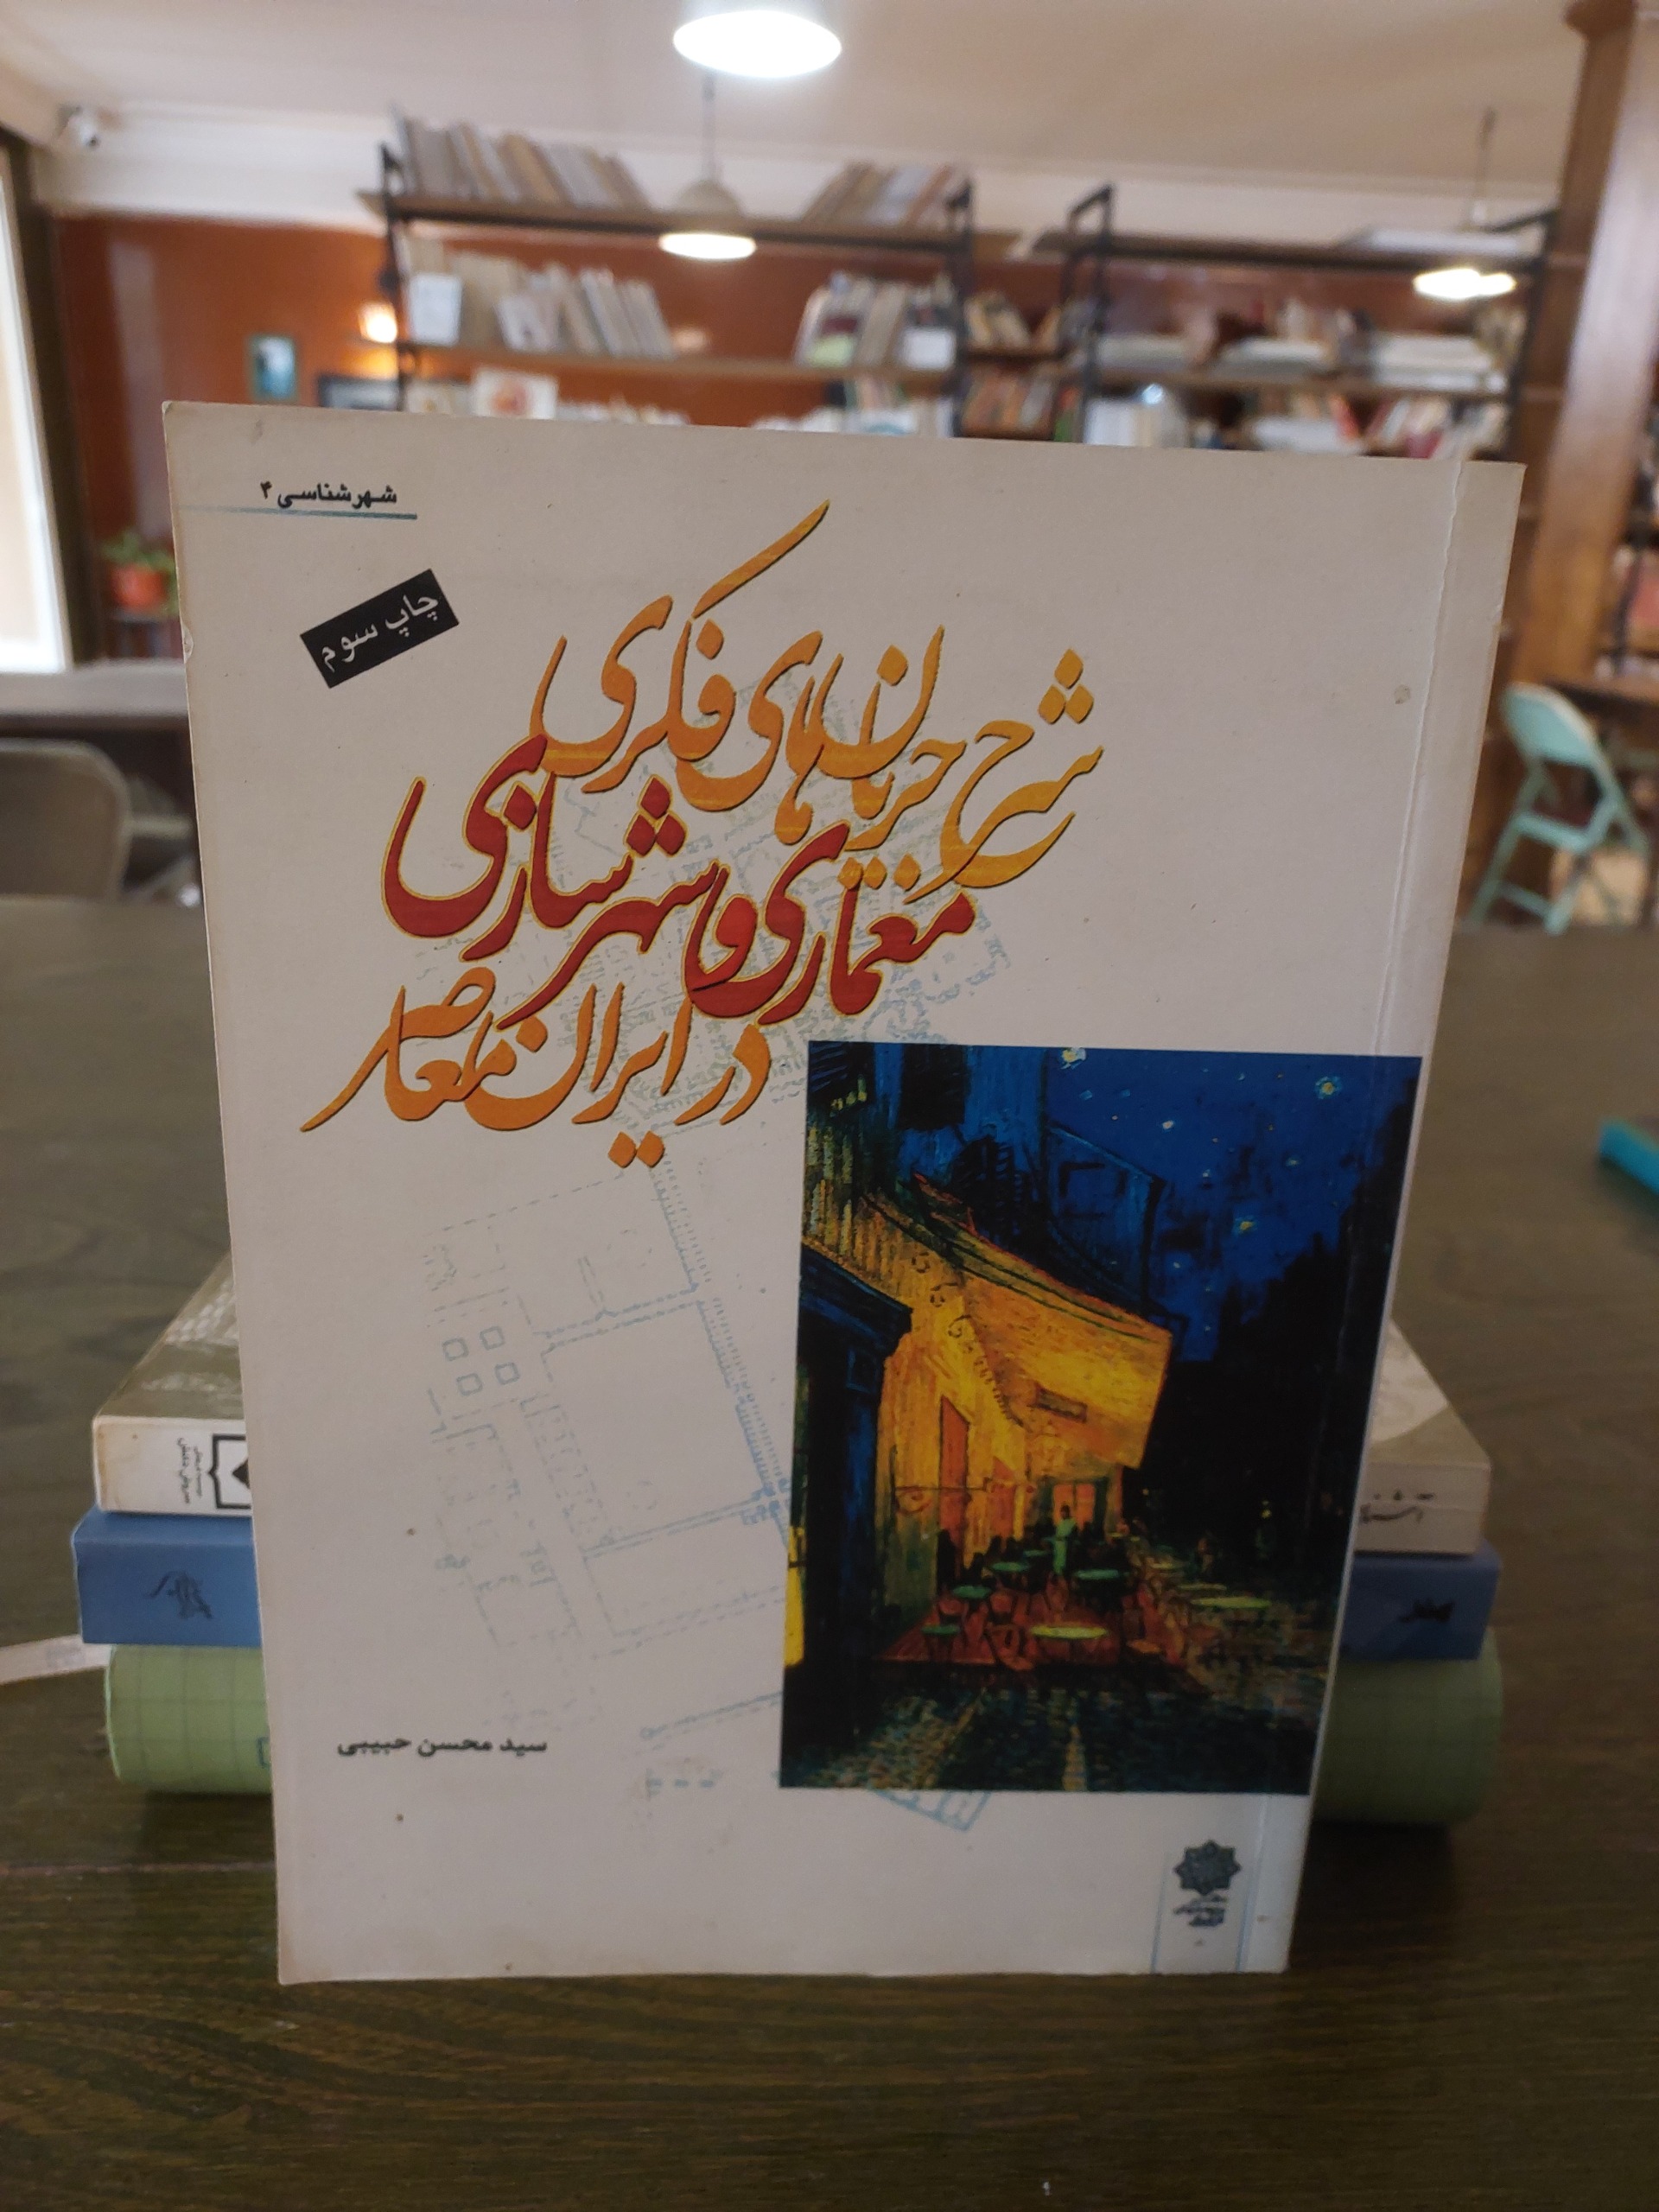 شهرشناسی ۴
چاپ سوم
شرح جریان‌های فکری
معماری و شهرسازی
در ایران معاصر
سید محسن حبیبی